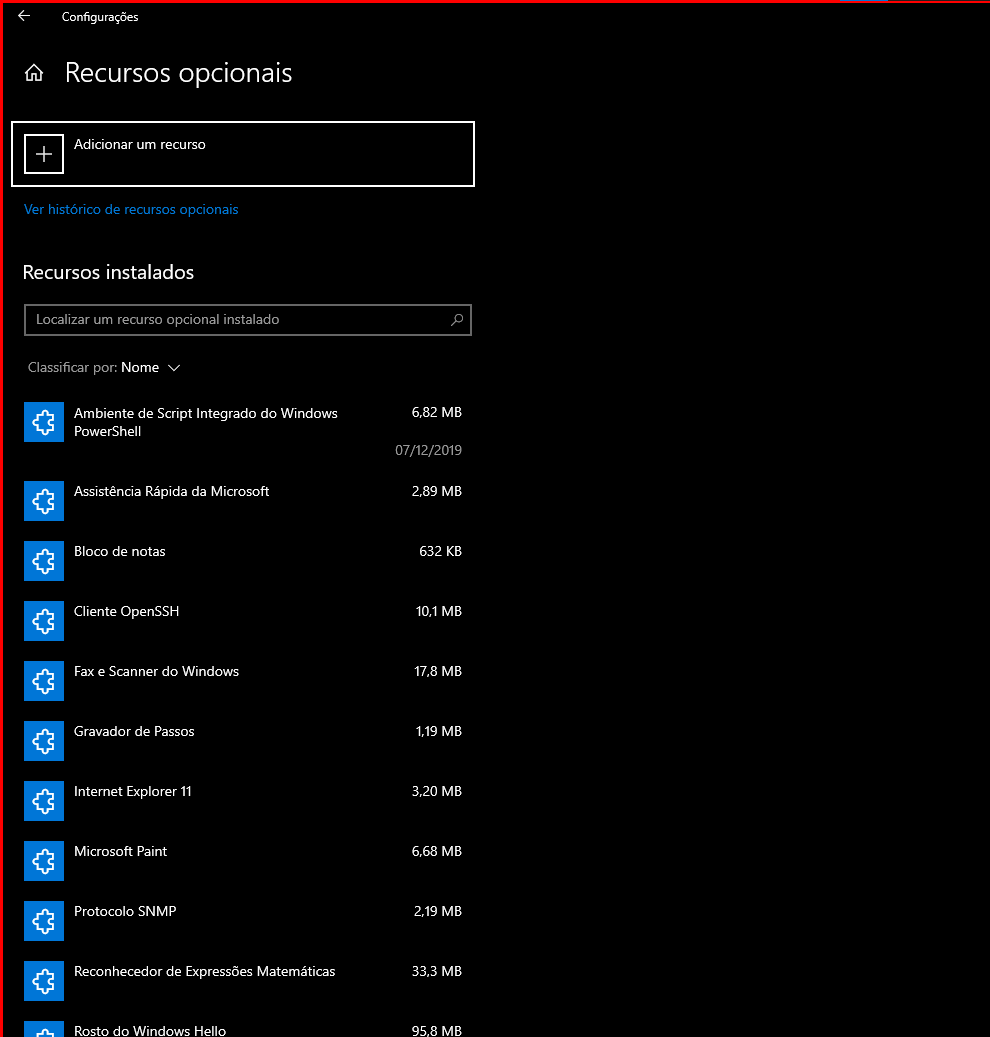 Configurações
Recursos opcionais
Adicionar um recurso
Ver histórico de recursos opcionais
Recursos instalados
Localizar um recurso opcional instalado
Classificar por: Nome
Ambiente de Script Integrado do Windows PowerShell 6,82 MB
07/12/2019
Assistência Rápida da Microsoft 2,89 MB
Bloco de notas 632 KB
Cliente OpenSSH 10,1 MB
Fax e Scanner do Windows 17,8 MB
Gravador de Passos 1,19 MB
Internet Explorer 11 3,20 MB
Microsoft Paint 6,68 MB
Protocolo SNMP 2,19 MB
Reconhecedor de Expressões Matemáticas 33,3 MB
Rosto do Windows Hello 95,8 MB